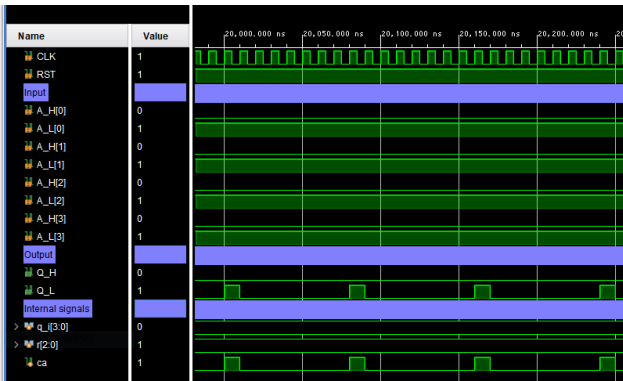 Name Value
20,000.000 ns 20,050.000 ns 20,100.000 ns 20,150.000 ns 20,200.000 ns 20
CLK 1
RST 1
Input
A_H[0] 0
A_L[0] 1
A_H[1] 0
A_L[1] 1
A_H[2] 0
A_L[2] 1
A_H[3] 0
A_L[3] 1
Output
Q_H 0
Q_L 1
Internal signals
> q_i[3:0] 0
> r[2:0] 1
ca 1